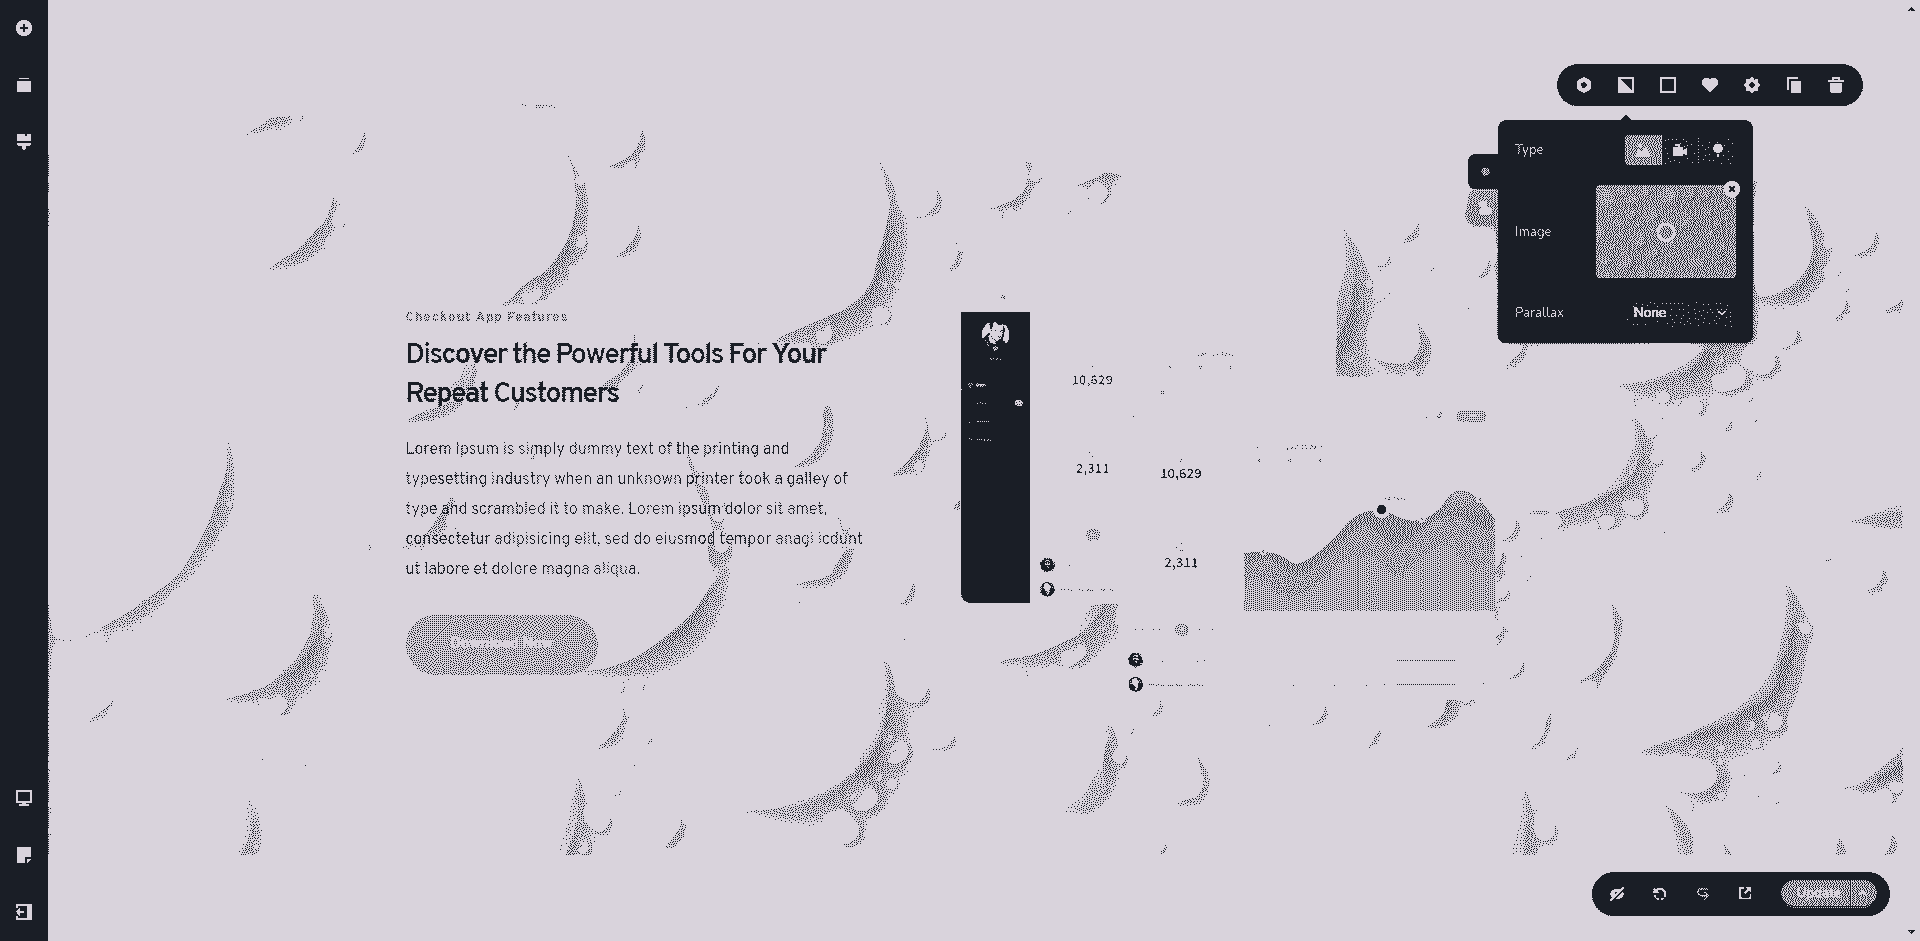 Type
Image
Parallax
None
Checkout App Features
Discover the Powerful Tools For Your
Repeat Customers
Lorem Ipsum is simply dummy text of the printing and
typesetting industry when an unknown printer took a galley of
type and scrambled it to make. Lorem ipsum dolor sit amet,
consectetur adipisicing elit, sed do eiusmod tempor anagi icdunt
ut labore et dolore magna aliqua.
10,629
2,311
10,629
2,311
Update